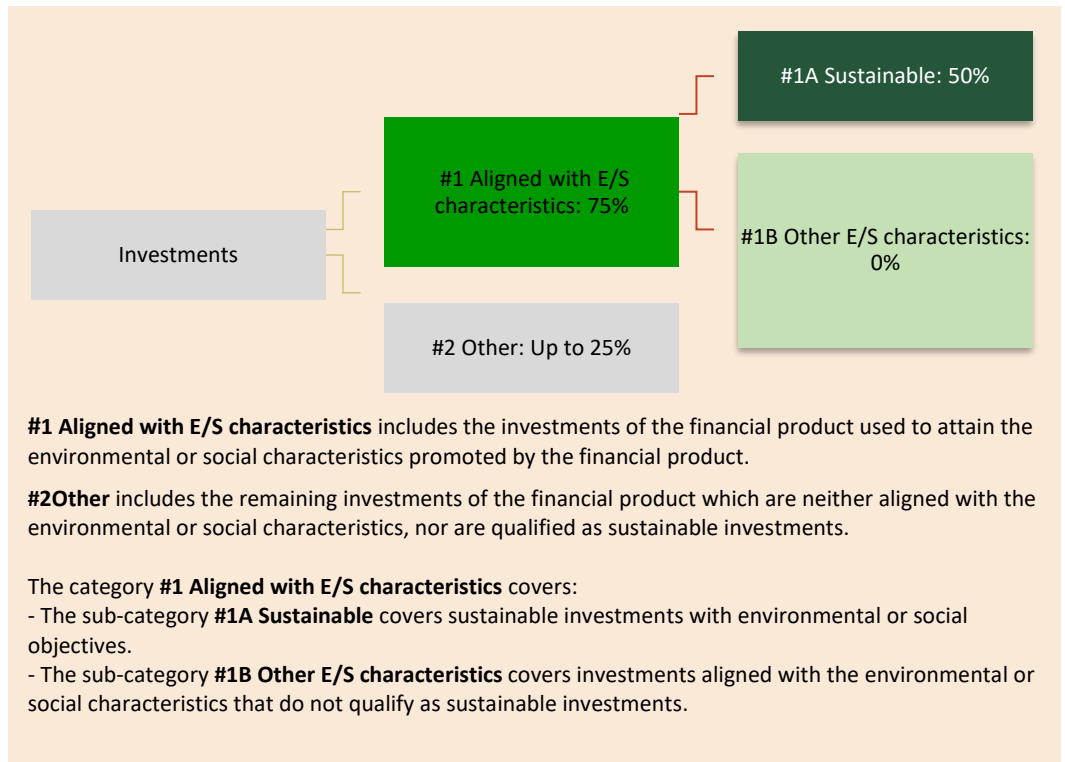 #1A Sustainable: 50%
#1 Aligned with E/S
characteristics: 75%
#1B Other E/S characteristics:
0%
Investments
#2 Other: Up to 25%
#1 Aligned with E/S characteristics includes the investments of the financial product used to attain the
environmental or social characteristics promoted by the financial product.
#2Other includes the remaining investments of the financial product which are neither aligned with the
environmental or social characteristics, nor are qualified as sustainable investments.
The category #1 Aligned with E/S characteristics covers:
- The sub-category #1A Sustainable covers sustainable investments with environmental or social
objectives.
- The sub-category #1B Other E/S characteristics covers investments aligned with the environmental or
social characteristics that do not qualify as sustainable investments.